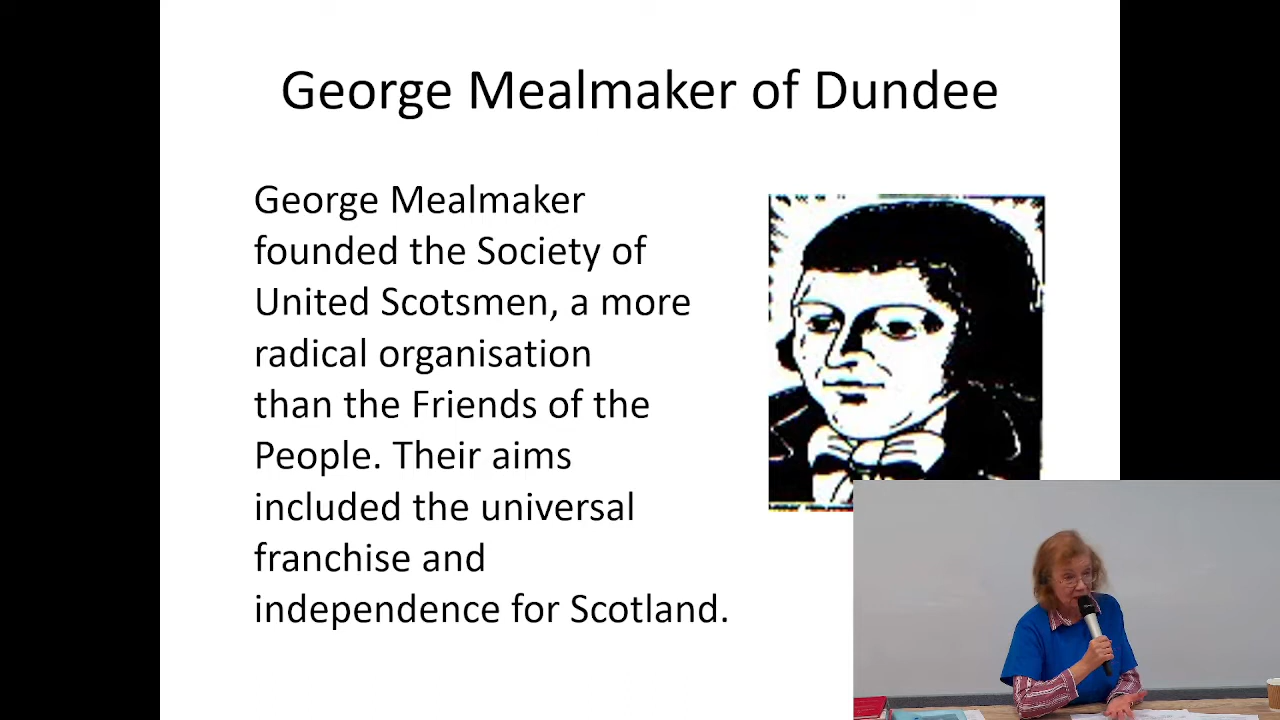 George Mealmaker of Dundee
George Mealmaker
founded the Society of
United Scotsmen, a more
radical organisation
than the Friends of the
People. Their aims
included the universal
franchise and
independence for Scotland.